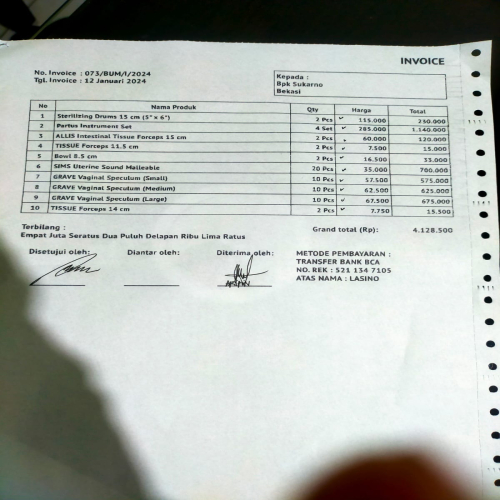 INVOICE
No. Invoice : 073/BUM/I/2024
Tgl. Invoice : 12 Januari 2024
Kepada :
Bpk Sukarno
Bekasi
No Nama Produk Qty Harga Total
1 Sterilizing Drums 15 cm (5" x 6") 2 Pcs 115.000 230.000
2 Partus Instrument Set 4 Set 285.000 1.140.000
3 ALLIS Intestinal Tissue Forceps 15 cm 2 Pcs 60.000 120.000
4 TISSUE Forceps 11.5 cm 2 Pcs 7.500 15.000
5 Bowl 8.5 cm 2 Pcs 16.500 33.000
6 SIMS Uterine Sound Malleable 20 Pcs 35.000 700.000
7 GRAVE Vaginal Speculum (Small) 10 Pcs 57.500 575.000
8 GRAVE Vaginal Speculum (Medium) 10 Pcs 62.500 625.000
9 GRAVE Vaginal Speculum (Large) 10 Pcs 67.500 675.000
10 TISSUE Forceps 14 cm 2 Pcs 7.750 15.500
Terbilang :
Empat Juta Seratus Dua Puluh Delapan Ribu Lima Ratus
Grand total (Rp): 4.128.500
Disetujui oleh: Diantar oleh: Diterima oleh:
METODE PEMBAYARAN :
TRANSFER BANK BCA
NO. REK : 521 134 7105
ATAS NAMA : LASINO